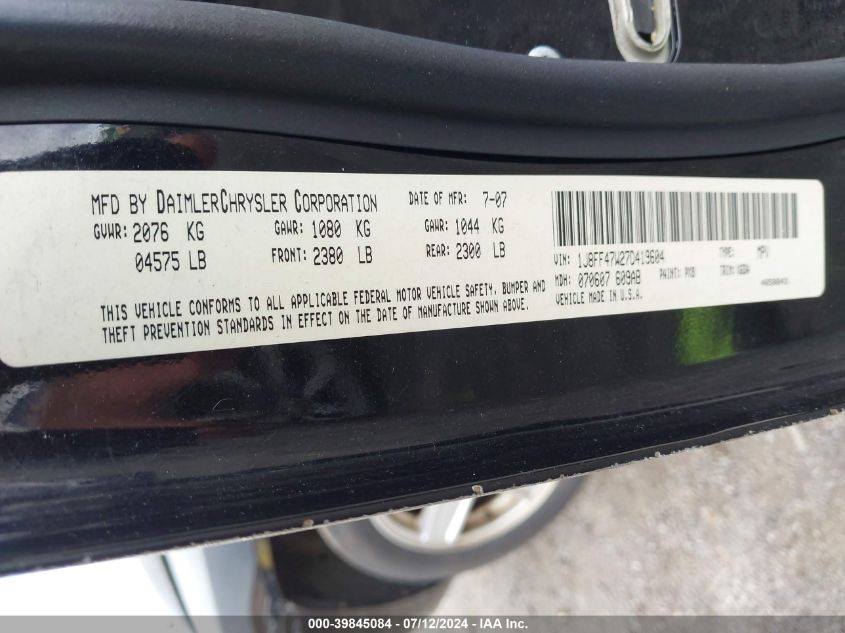 MFD BY DAIMLERCHRYSLER CORPORATION DATE OF MFR: 7-07
GVWR: 2076 KG GAWR: 1080 KG GAWR: 1044 KG
04575 LB FRONT: 2380 LB REAR: 2300 LB
THIS VEHICLE CONFORMS TO ALL APPLICABLE FEDERAL MOTOR VEHICLE SAFETY, BUMPER AND
THEFT PREVENTION STANDARDS IN EFFECT ON THE DATE OF MANUFACTURE SHOWN ABOVE.
VIN: 1J8FF47W27D419604 TYPE: MPV
MDH: 070607 609AB PAINT: PXB TRIM:
VEHICLE MADE IN U.S.A.
000-39845084 - 07/12/2024 - IAA Inc.